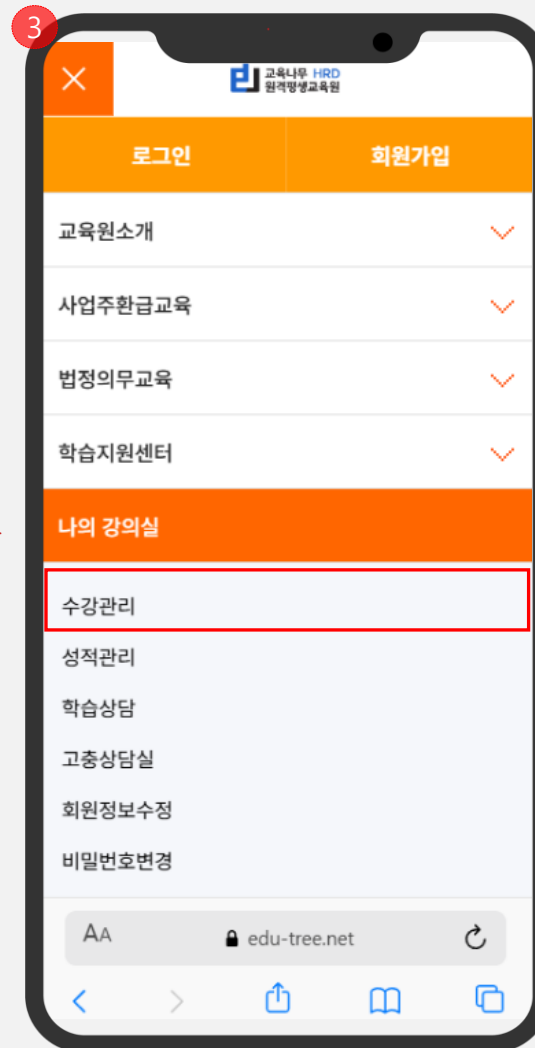 3
교육나무 HRD
원격평생교육원
로그인 회원가입
교육원소개
사업주환급교육
법정의무교육
학습지원센터
나의 강의실
수강관리
성적관리
학습상담
고충상담실
회원정보수정
비밀번호변경
AA edu-tree.net